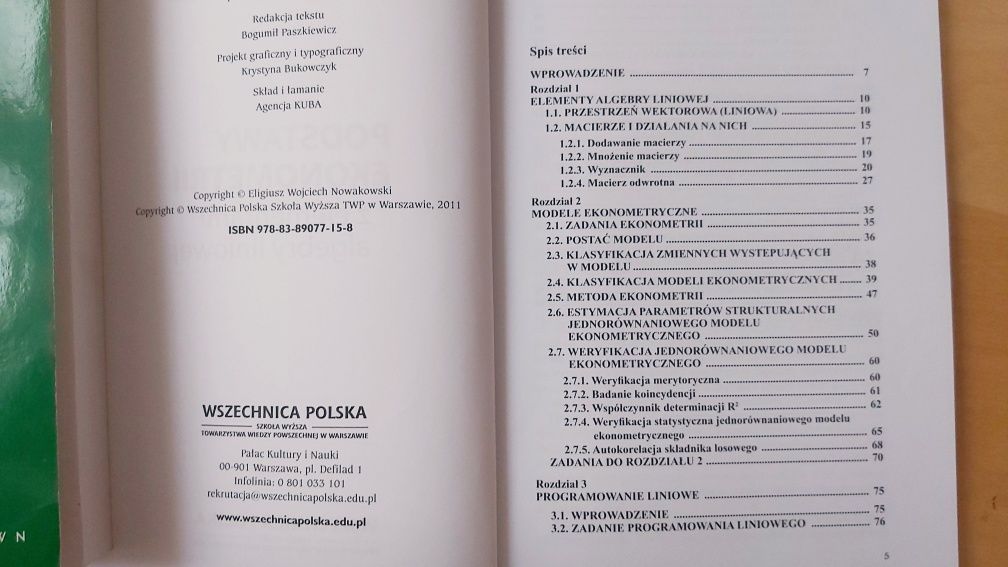 Redakcja tekstu
Bogumił Paszkiewicz
Projekt graficzny i typograficzny
Krystyna Bukowczyk
Skład i łamanie
Agencja KUBA
Copyright © Eligiusz Wojciech Nowakowski
Copyright © Wszechnica Polska Szkoła Wyższa TWP w Warszawie, 2011
ISBN 978-83-89077-15-8
WSZECHNICA POLSKA
SZKOŁA WYŻSZA
TOWARZYSTWA WIEDZY POWSZECHNEJ W WARSZAWIE
Pałac Kultury i Nauki
00-901 Warszawa, pl. Defilad 1
Infolinia: 0 801 033 101
rekrutacja@wszechnicapolska.edu.pl
www.wszechnicapolska.edu.pl
W N
Spis treści
WPROWADZENIE ........ 7
Rozdział 1
ELEMENTY ALGEBRY LINIOWEJ ........ 10
1.1. PRZESTRZEŃ WEKTOROWA (LINIOWA) ........ 10
1.2. MACIERZE I DZIAŁANIA NA NICH ........ 15
1.2.1. Dodawanie macierzy ........ 17
1.2.2. Mnożenie macierzy ........ 19
1.2.3. Wyznacznik ........ 20
1.2.4. Macierz odwrotna ........ 27
Rozdział 2
MODELE EKONOMETRYCZNE ........ 35
2.1. ZADANIA EKONOMETRII ........ 35
2.2. POSTAĆ MODELU ........ 36
2.3. KLASYFIKACJA ZMIENNYCH WYSTEPUJĄCYCH
W MODELU ........ 38
2.4. KLASYFIKACJA MODELI EKONOMETRYCZNYCH ........ 39
2.5. METODA EKONOMETRII ........ 47
2.6. ESTYMACJA PARAMETRÓW STRUKTURALNYCH
JEDNORÓWNANIOWEGO MODELU
EKONOMETRYCZNEGO ........ 50
2.7. WERYFIKACJA JEDNORÓWNANIOWEGO MODELU
EKONOMETRYCZNEGO ........ 60
2.7.1. Weryfikacja merytoryczna ........ 60
2.7.2. Badanie koincydencji ........ 61
2.7.3. Współczynnik determinacji R² ........ 62
2.7.4. Weryfikacja statystyczna jednorównaniowego modelu
ekonometrycznego ........ 65
2.7.5. Autokorelacja składnika losowego ........ 68
ZADANIA DO ROZDZIAŁU 2 ........ 70
Rozdział 3
PROGRAMOWANIE LINIOWE ........ 75
3.1. WPROWADZENIE ........ 75
3.2. ZADANIE PROGRAMOWANIA LINIOWEGO ........ 76
5